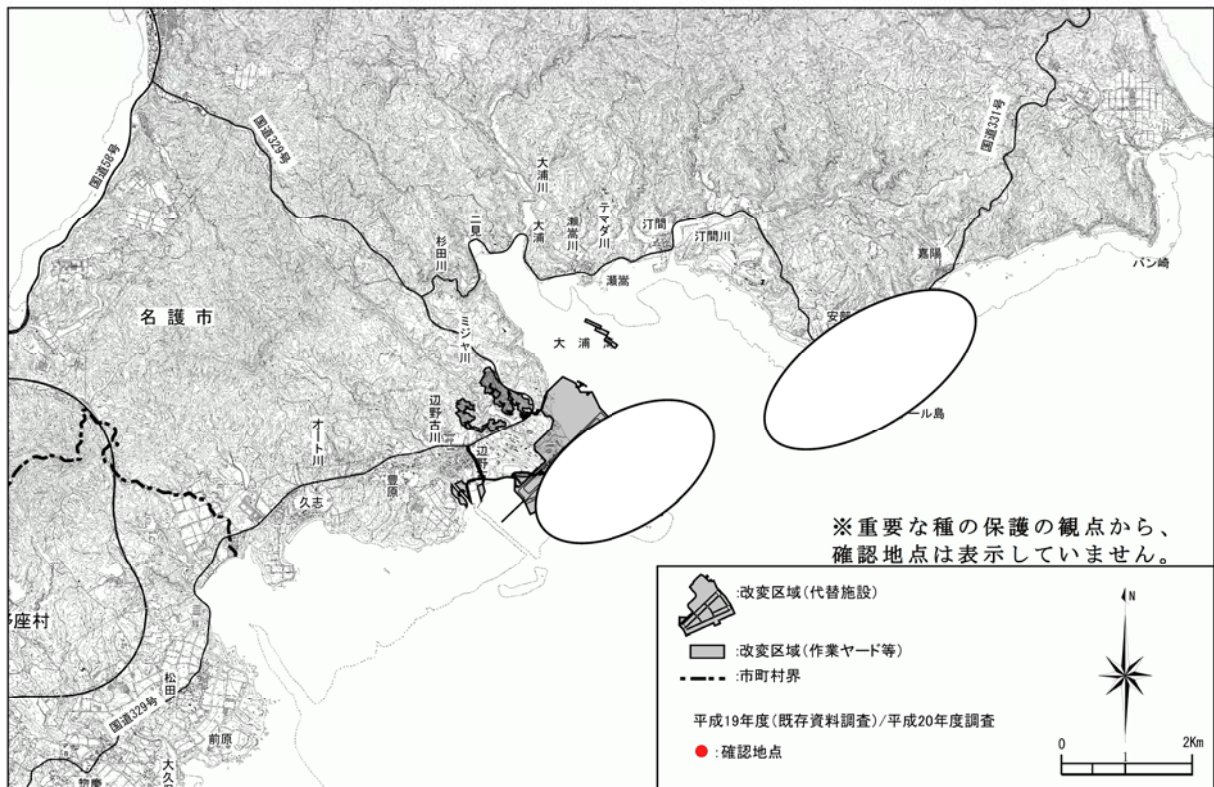 国道58号
国道329号
国道331号
大浦川
大浦
二見
杉田川
瀬嵩川
テマダ川
汀間
汀間川
瀬嵩
嘉陽
バン崎
安部
名護市
ミジャ川
大浦
辺野古川
辺野
オート川
豊原
久志
ール島
座村
松田
国道329号
前原
惣慶
大久
※重要な種の保護の観点から、
確認地点は表示していません。
:改変区域(代替施設)
:改変区域(作業ヤード等)
:市町村界
平成19年度(既存資料調査)/平成20年度調査
:確認地点
N
0 1 2Km